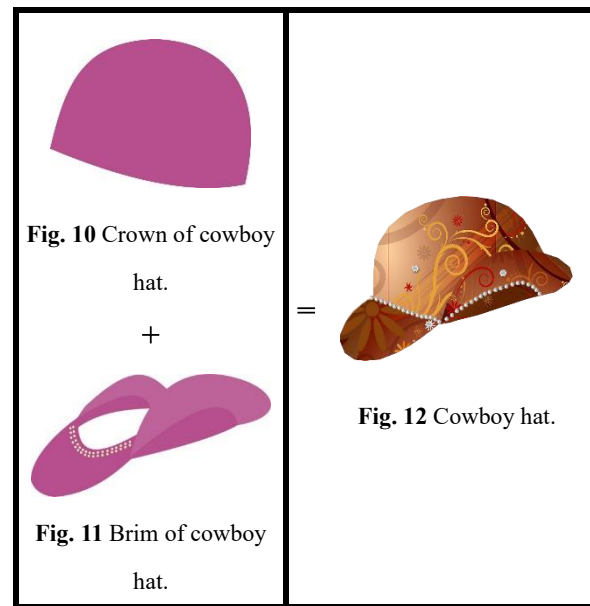 Fig. 10 Crown of cowboy
hat.
+
Fig. 11 Brim of cowboy
hat.
=
Fig. 12 Cowboy hat.